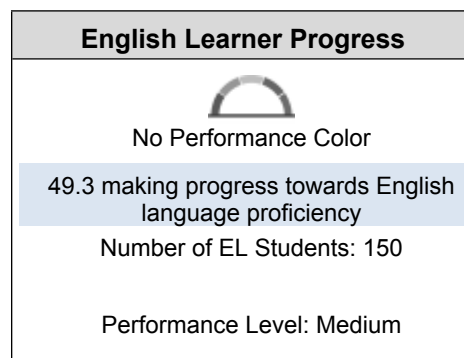 English Learner Progress
No Performance Color
49.3 making progress towards English
language proficiency
Number of EL Students: 150
Performance Level: Medium